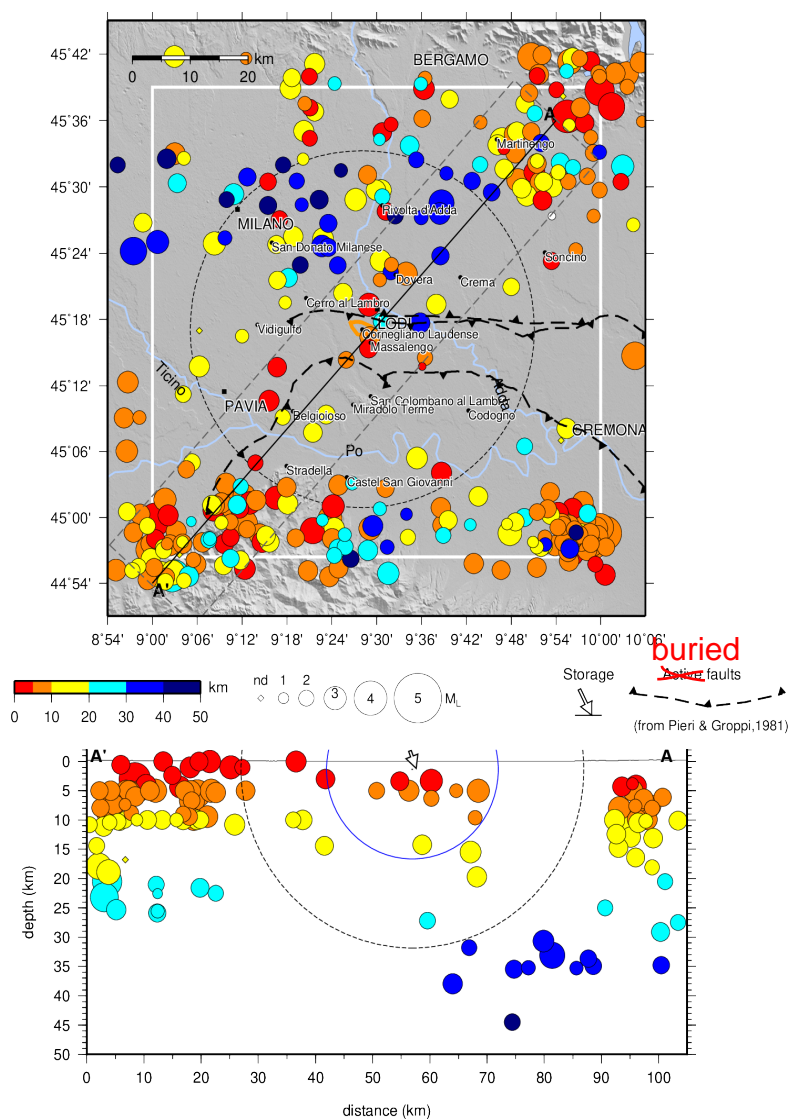 45°42'
45°36'
45°30'
45°24'
45°18'
45°12'
45°06'
45°00'
44°54'
km
0 10 20
BERGAMO
A
Martinengo
Rivolta d'Adda
MILANO
San Donato Milanese
Soncino
Dovera
Crema
Cerro al Lambro
LODI
Vidigulfo
Cornegliano Laudense
Massalengo
Ticino
Adda
PAVIA
San Colombano al Lambro
Miradolo Terme
Belgioioso
Codogno
CREMONA
Po
Stradella
Castel San Giovanni
A'
8°54' 9°00' 9°06' 9°12' 9°18' 9°24' 9°30' 9°36' 9°42' 9°48' 9°54' 10°00' 10°06'
buried
km
0 10 20 30 40 50
nd 1 2 3 4 5 ML
Storage
Active faults
(from Pieri & Groppi,1981)
A' A
0
5
10
15
20
25
30
35
40
45
50
depth (km)
0 10 20 30 40 50 60 70 80 90 100
distance (km)